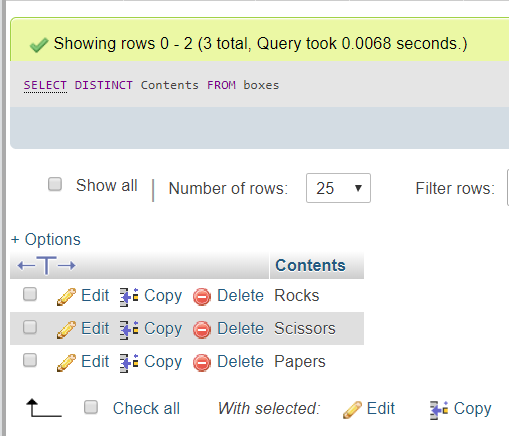 Showing rows 0 - 2 (3 total, Query took 0.0068 seconds.)
SELECT DISTINCT Contents FROM boxes
Show all | Number of rows: 25 Filter rows:
+ Options
Contents
Edit Copy Delete Rocks
Edit Copy Delete Scissors
Edit Copy Delete Papers
Check all With selected: Edit Copy